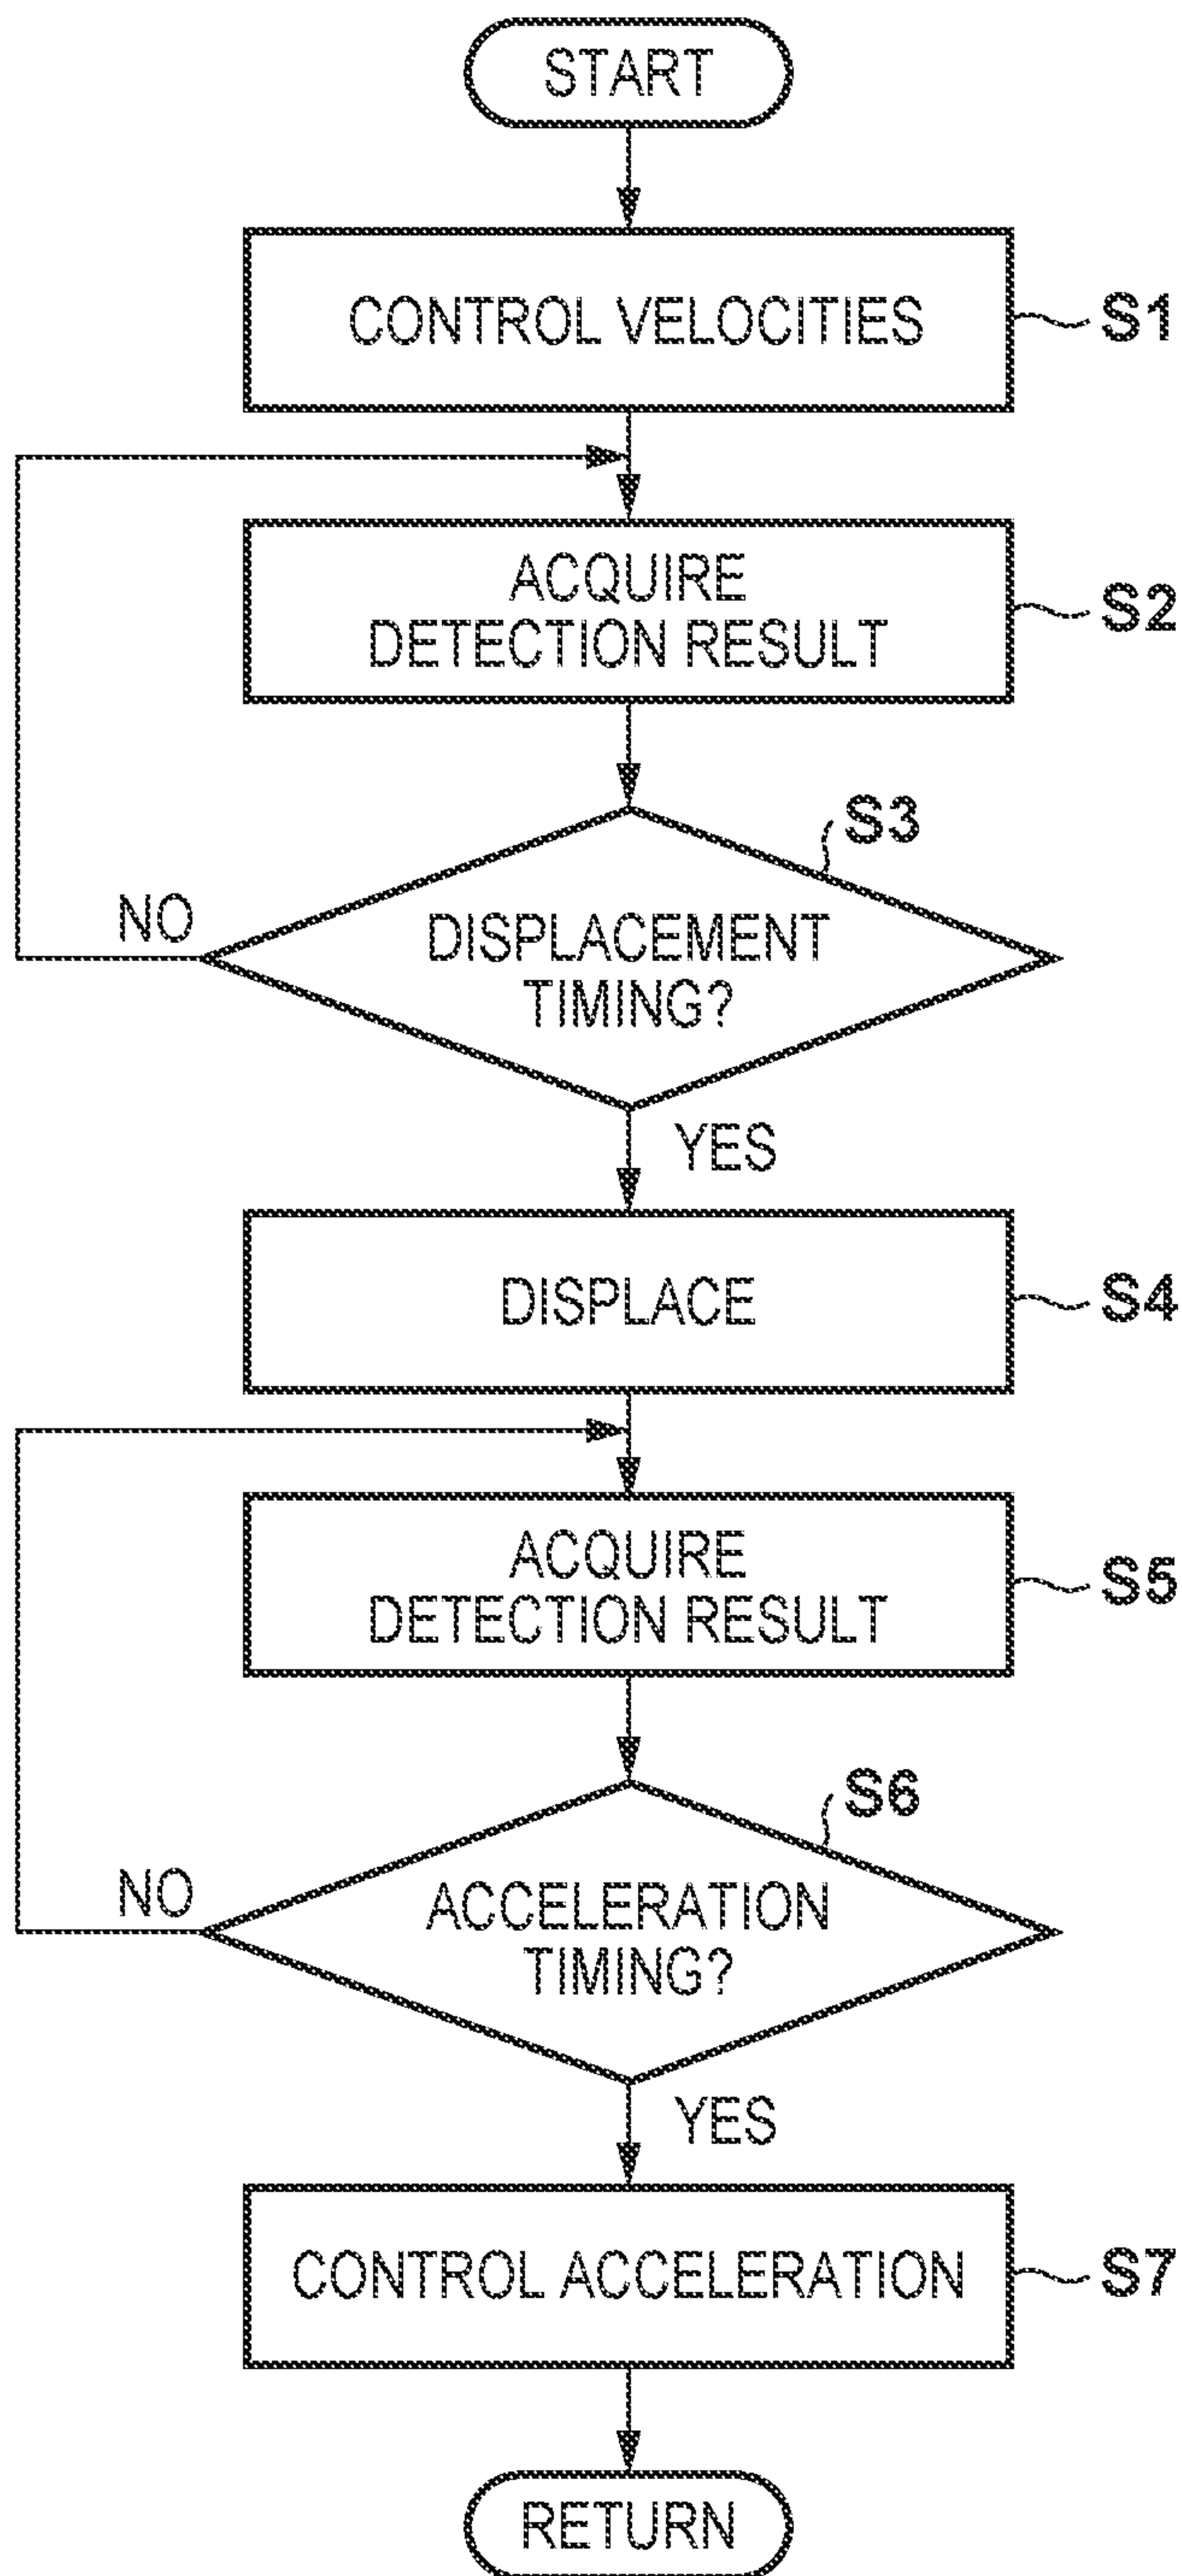 START
CONTROL VELOCITIES
S1
ACQUIRE
DETECTION RESULT
S2
S3
NO
DISPLACEMENT
TIMING?
YES
DISPLACE
S4
ACQUIRE
DETECTION RESULT
S5
S6
NO
ACCELERATION
TIMING?
YES
CONTROL ACCELERATION
S7
RETURN